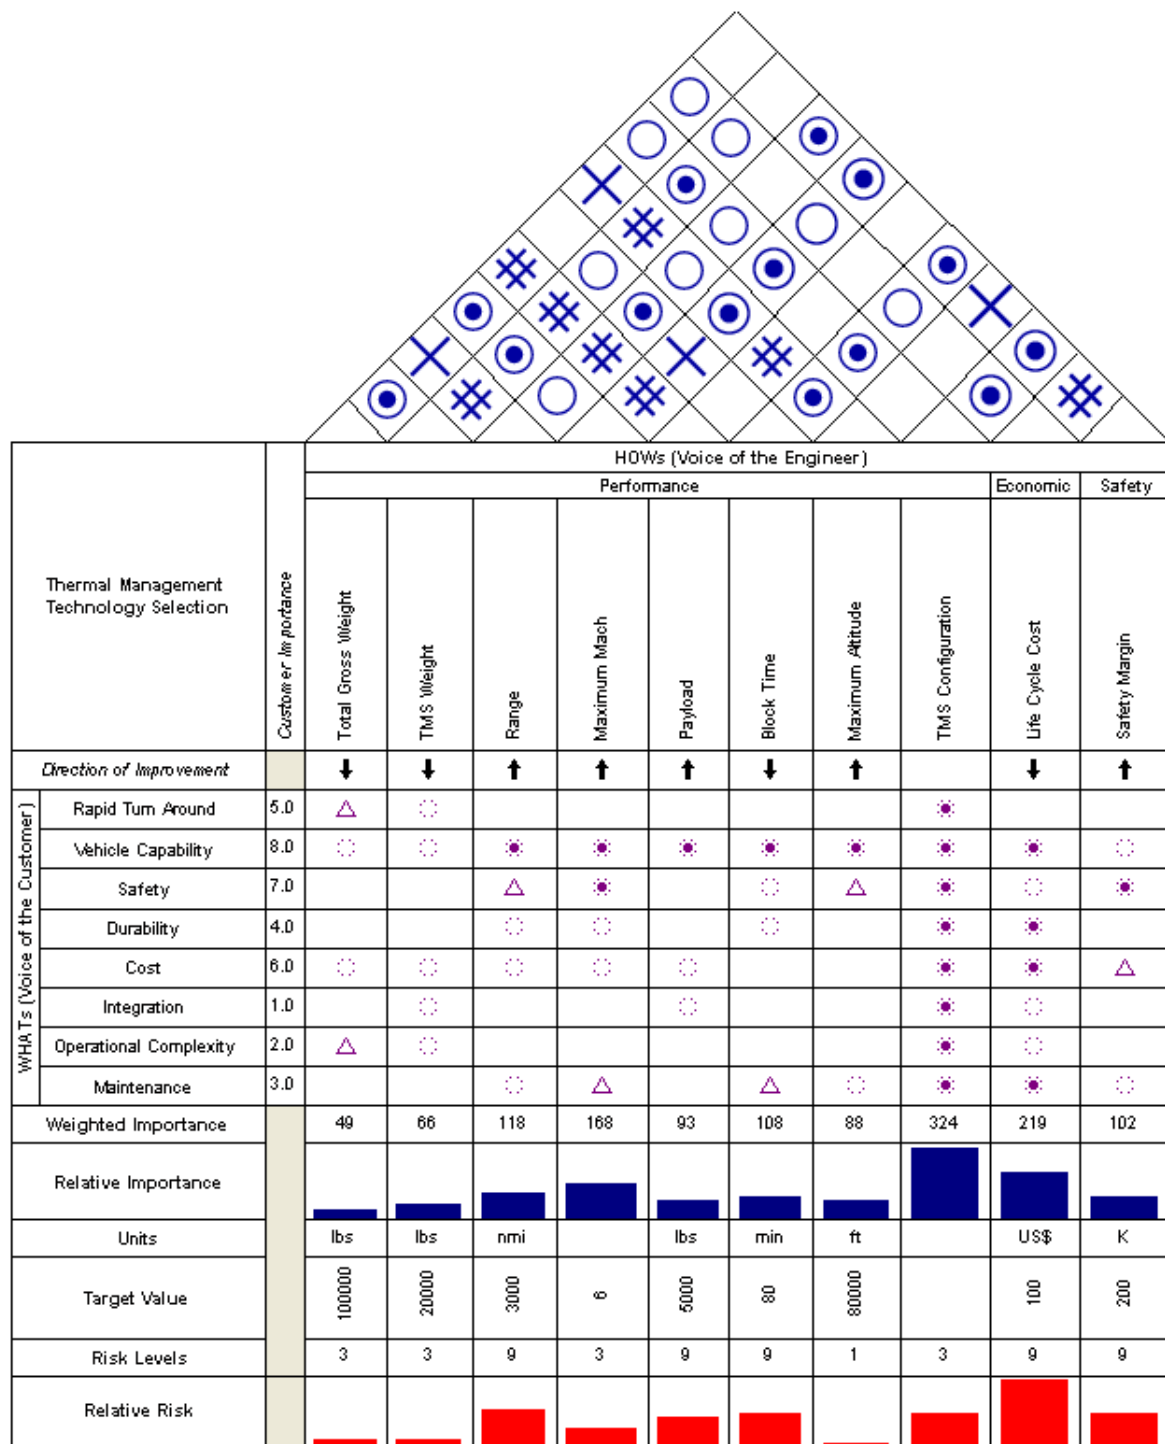 HOWs (Voice of the Engineer)
Performance
Economic
Safety
Thermal Management
Technology Selection
Customer Importance
Total Gross Weight
TMS Weight
Range
Maximum Mach
Payload
Block Time
Maximum Altitude
TMS Configuration
Life Cycle Cost
Safety Margin
Direction of Improvement
WHATs (Voice of the Customer)
Rapid Turn Around 5.0
Vehicle Capability 8.0
Safety 7.0
Durability 4.0
Cost 6.0
Integration 1.0
Operational Complexity 2.0
Maintenance 3.0
Weighted Importance 49 66 118 168 93 108 88 324 219 102
Relative Importance
Units lbs lbs nmi lbs min ft US$ K
Target Value 100000 20000 3000 6 5000 80 80000 100 200
Risk Levels 3 3 9 3 9 9 1 3 9 9
Relative Risk